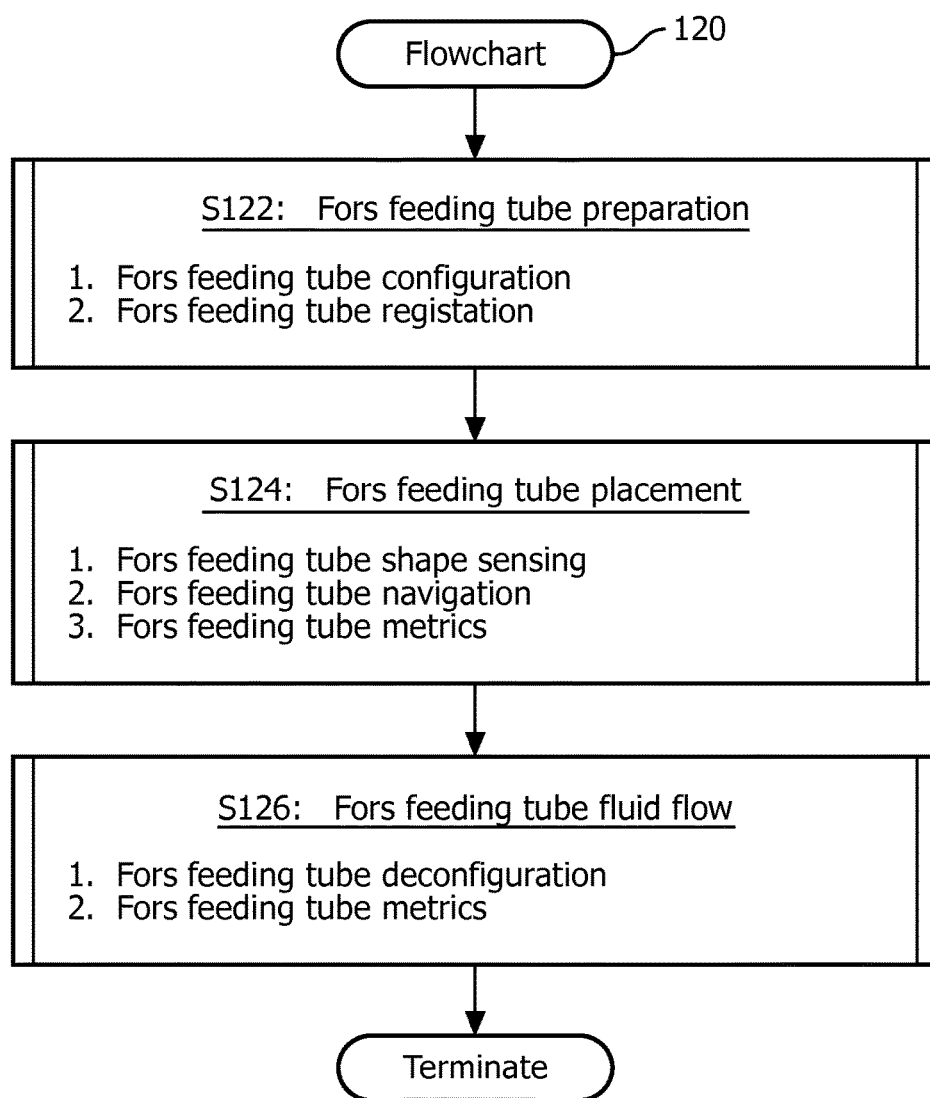 Flowchart
120
S122: Fors feeding tube preparation
1. Fors feeding tube configuration
2. Fors feeding tube registation
S124: Fors feeding tube placement
1. Fors feeding tube shape sensing
2. Fors feeding tube navigation
3. Fors feeding tube metrics
S126: Fors feeding tube fluid flow
1. Fors feeding tube deconfiguration
2. Fors feeding tube metrics
Terminate